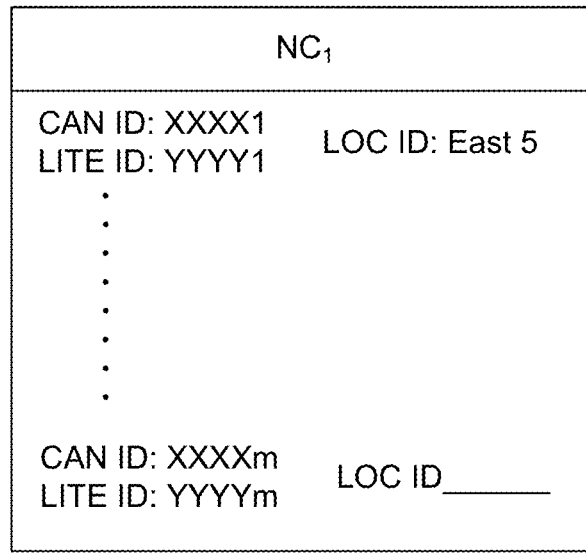 NC₁
CAN ID: XXXX1
LITE ID: YYYY1
LOC ID: East 5
CAN ID: XXXXm
LITE ID: YYYYm
LOC ID______